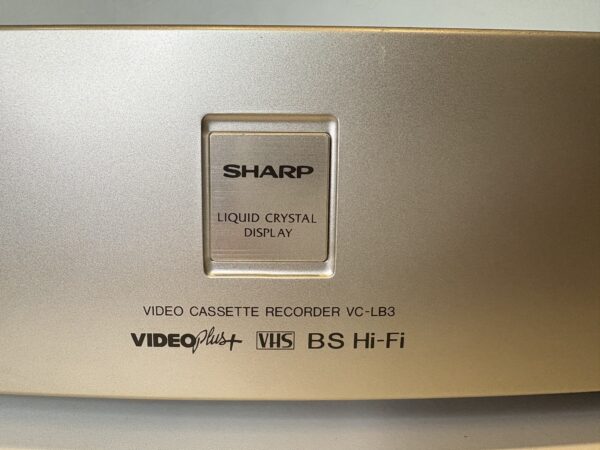 SHARP
LIQUID CRYSTAL
DISPLAY
VIDEO CASSETTE RECORDER VC-LB3
VIDEOplus+ VHS BS Hi-Fi